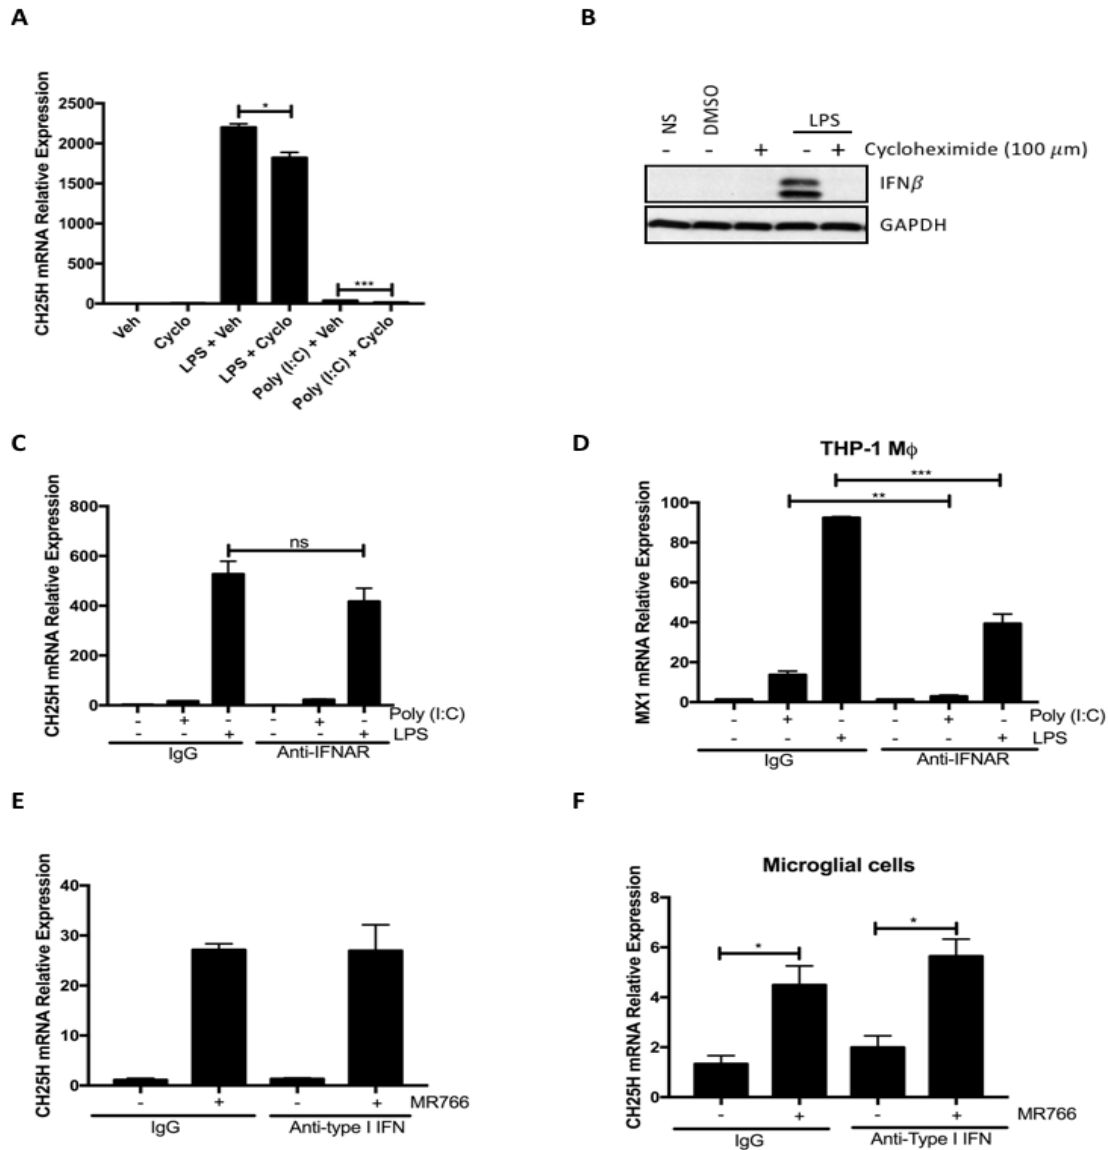 A
CH25H mRNA Relative Expression
2500
2000
1500
1000
500
0
*
***
Veh
Cyclo
LPS + Veh
LPS + Cyclo
Poly (I:C) + Veh
Poly (I:C) + Cyclo
B
NS
DMSO
LPS
- - + - + Cycloheximide (100 μm)
IFNβ
GAPDH
C
CH25H mRNA Relative Expression
800
600
400
200
0
ns
- + - - + - Poly (I:C)
- - + - - + LPS
IgG Anti-IFNAR
D
THP-1 Mϕ
MX1 mRNA Relative Expression
100
80
60
40
20
0
***
**
- + - - + - Poly (I:C)
- - + - - + LPS
IgG Anti-IFNAR
E
CH25H mRNA Relative Expression
40
30
20
10
0
- + - + MR766
IgG Anti-type I IFN
F
Microglial cells
CH25H mRNA Relative Expression
8
6
4
2
0
*
*
- + - + MR766
IgG Anti-Type I IFN